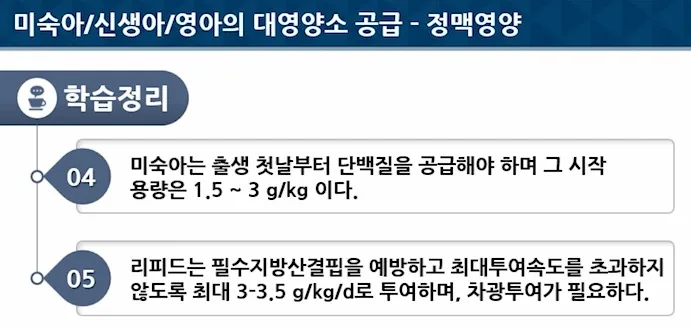 미숙아/신생아/영아의 대영양소 공급 - 정맥영양
학습정리
04
미숙아는 출생 첫날부터 단백질을 공급해야 하며 그 시작
용량은 1.5 ~ 3 g/kg 이다.
05
리피드는 필수지방산결핍을 예방하고 최대투여속도를 초과하지
않도록 최대 3-3.5 g/kg/d로 투여하며, 차광투여가 필요하다.